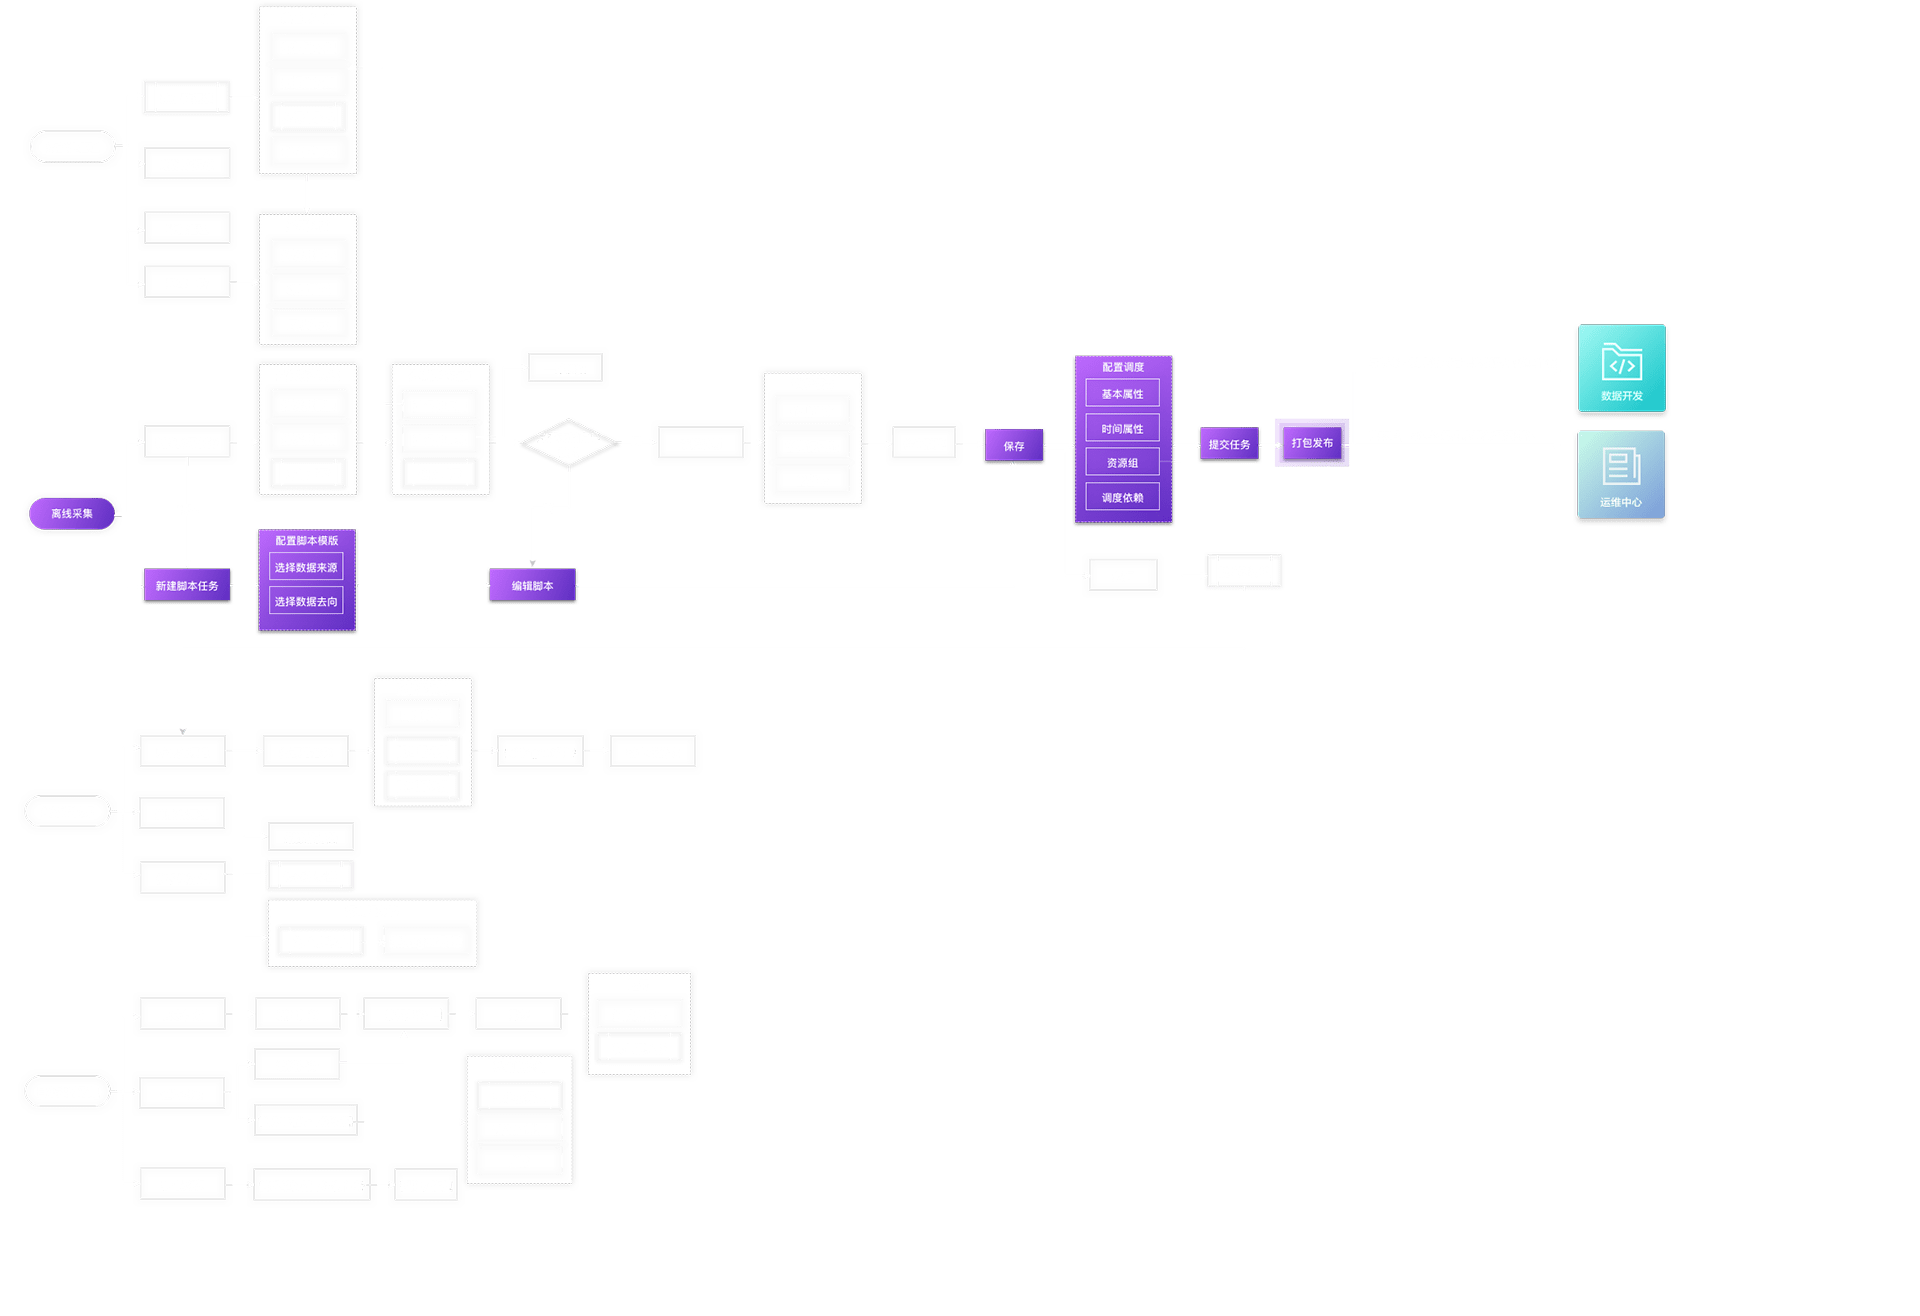 离线采集
新建脚本任务
配置脚本模版
选择数据来源
选择数据去向
编辑脚本
保存
配置调度
基本属性
时间属性
资源组
调度依赖
提交任务
打包发布
数据开发
运维中心